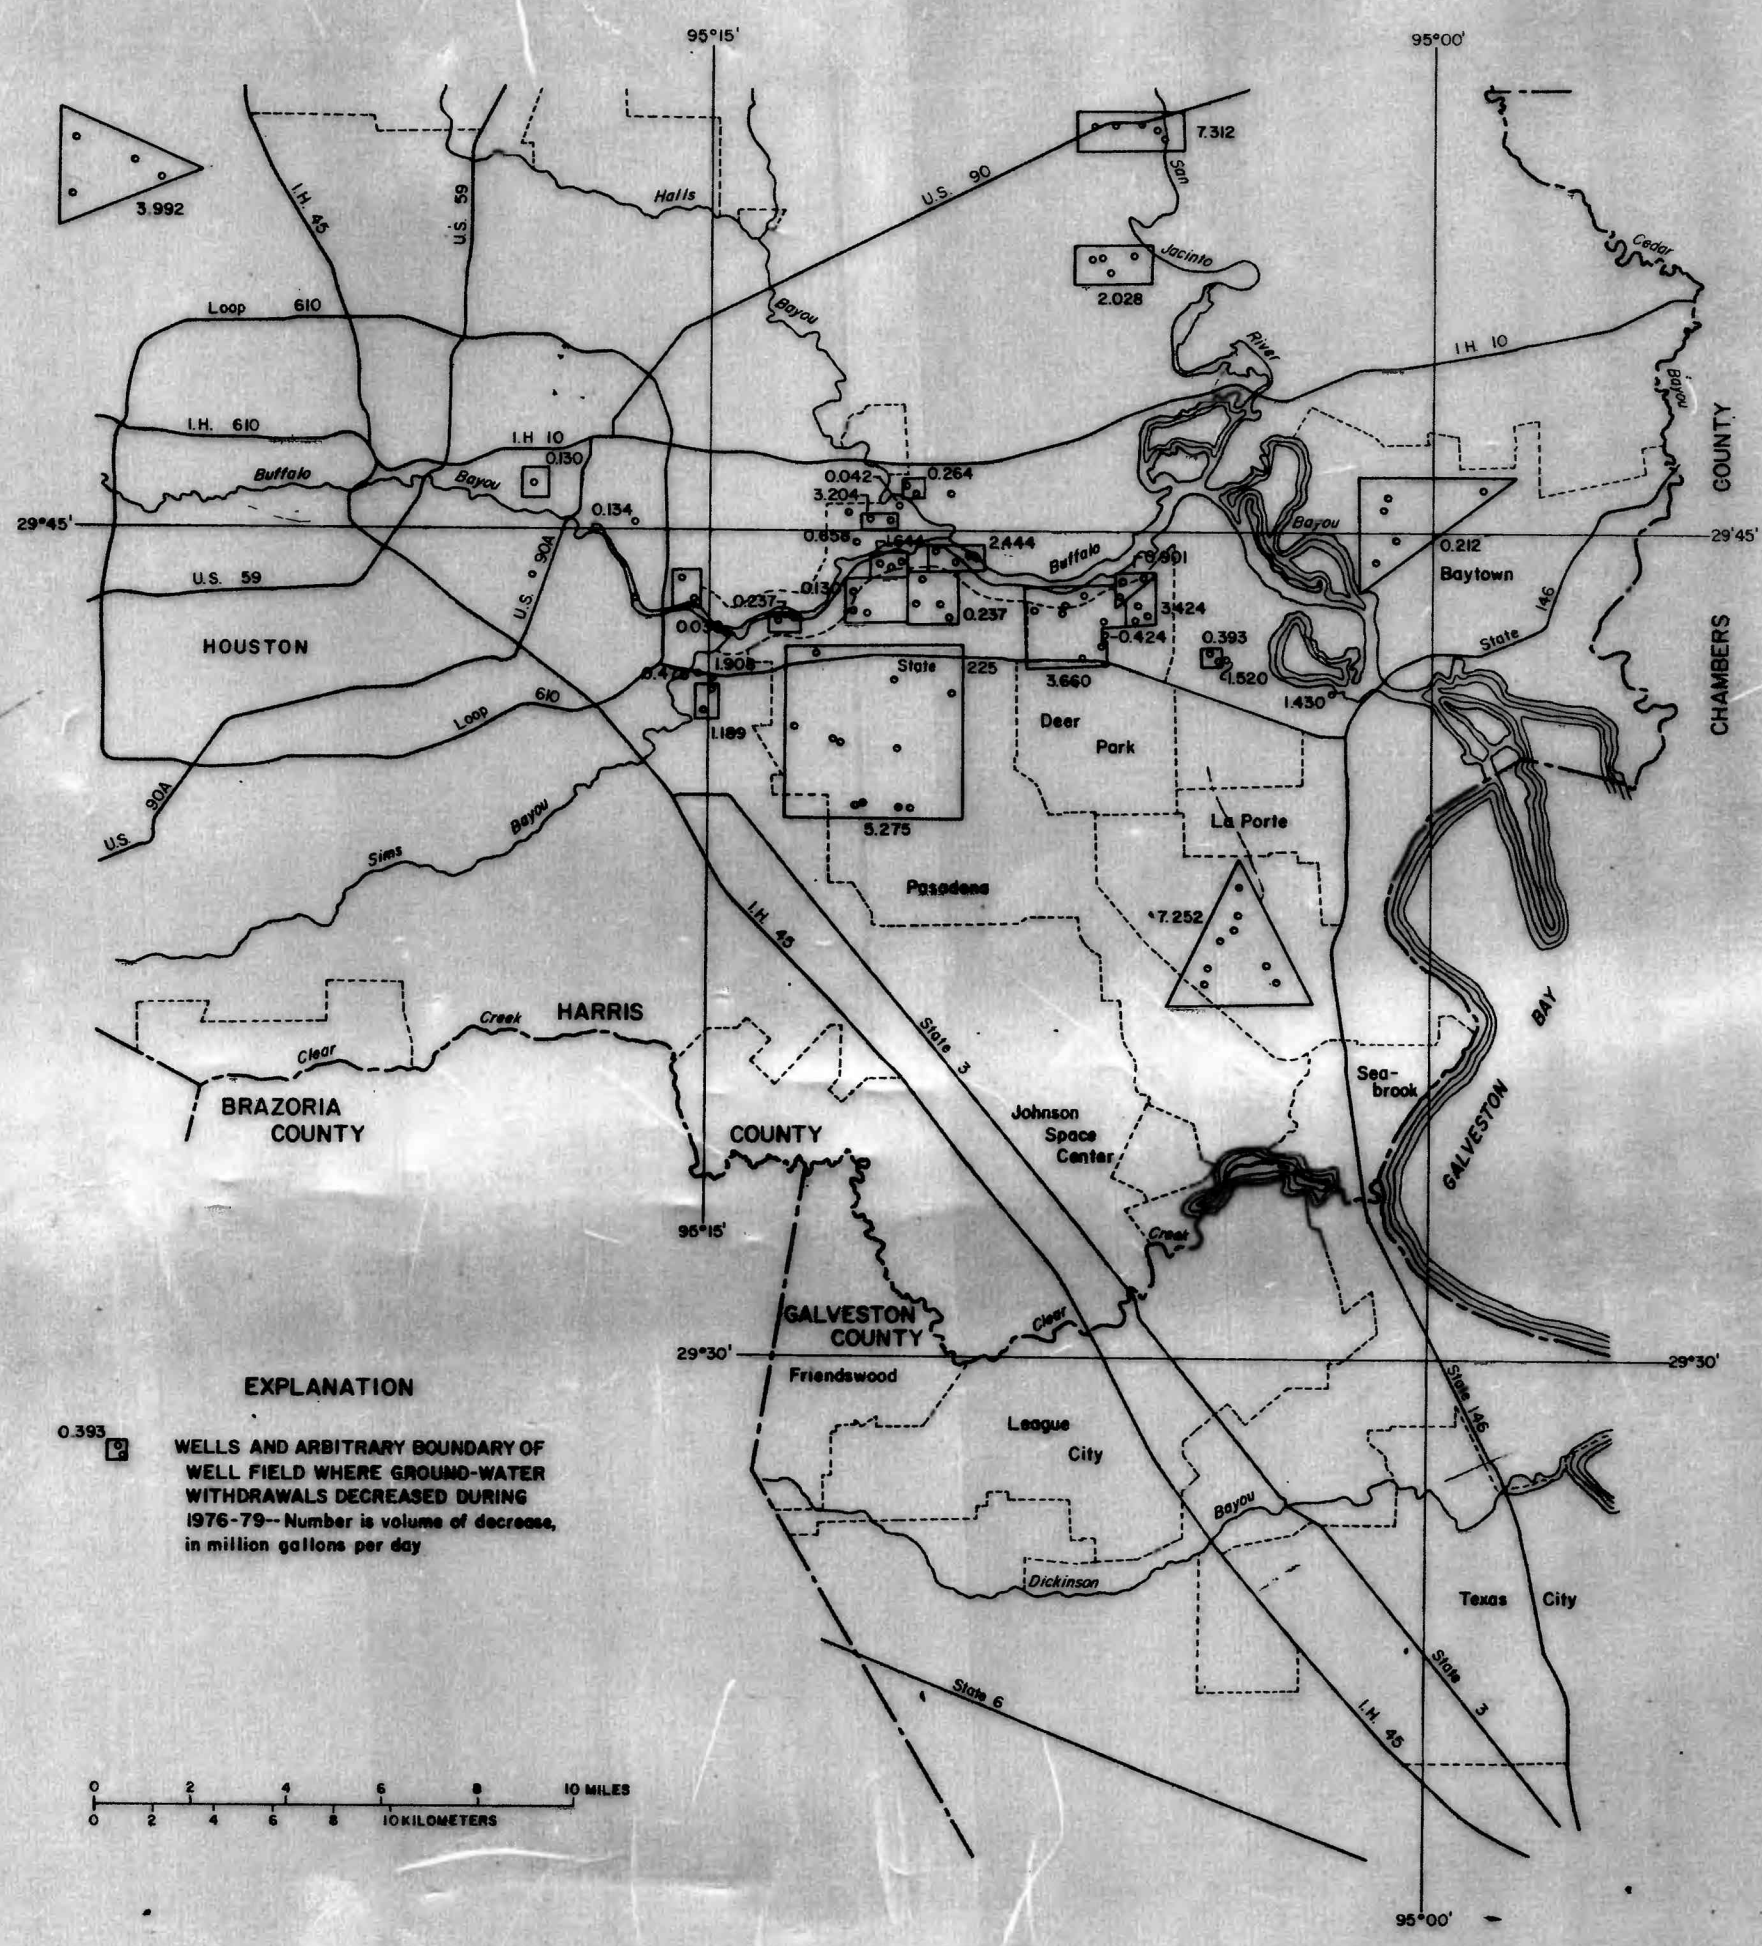 95°15'
95°00'
7.312
San
U.S. 90
I.H. 45
U.S. 59
Halls
3.992
Cedar
Jacinto
2.028
Loop 610
Bayou
River
I.H. 10
Bayou
I.H. 610
I.H 10
0.130
Buffalo
Bayou
0.042
0.264
3.204
COUNTY
0.134
29°45'
Bayou
29°45'
0.658
1.644
2.444
Buffalo
0.901
0.212
Baytown
U.S. 59
U.S. 90A
0.237
0.130
0.237
3.424
0.424
146
HOUSTON
0.393
State
CHAMBERS
1.908
State 225
3.660
1.520
1.430
Loop 610
1.189
Deer
Park
U.S. 90A
Sims
Bayou
5.275
La Porte
Pasadena
7.252
I.H. 45
HARRIS
Creek
Clear
State 3
BAY
Sea-
brook
BRAZORIA
COUNTY
COUNTY
Johnson
Space
Center
GALVESTON
95°15'
Creek
GALVESTON
COUNTY
Clear
29°30'
29°30'
Friendswood
State 146
League
City
EXPLANATION
0.393
WELLS AND ARBITRARY BOUNDARY OF
WELL FIELD WHERE GROUND-WATER
WITHDRAWALS DECREASED DURING
1976-79-- Number is volume of decrease,
in million gallons per day
Bayou
Dickinson
Texas City
State 6
State 3
I.H. 45
0 2 4 6 8 10 MILES
0 2 4 6 8 10 KILOMETERS
95°00'